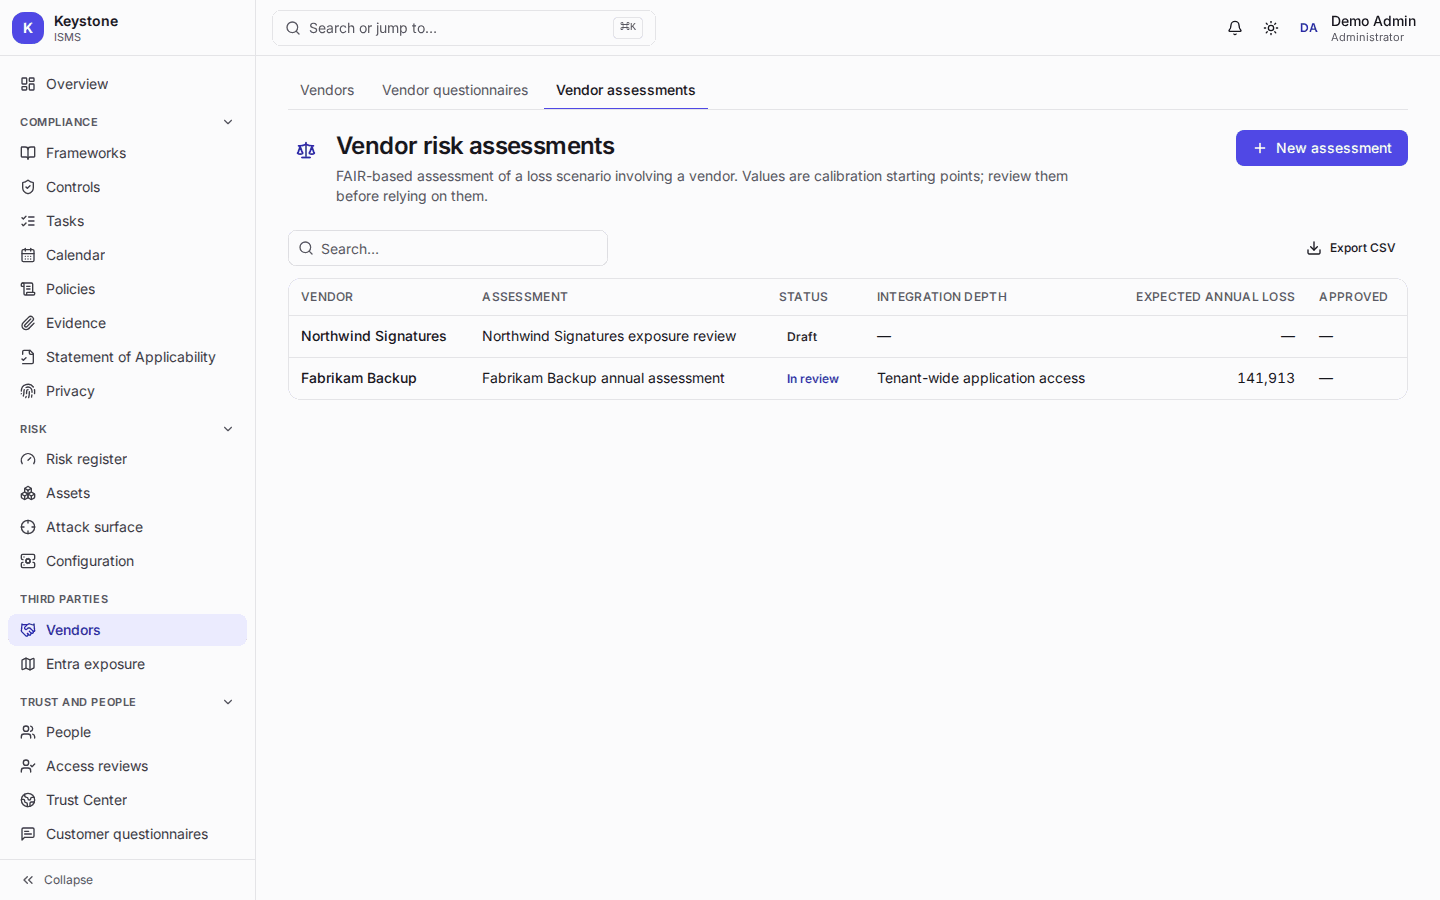 K
Keystone
ISMS
Search or jump to...
⌘K
DA
Demo Admin
Administrator
Overview
COMPLIANCE
Frameworks
Controls
Tasks
Calendar
Policies
Evidence
Statement of Applicability
Privacy
RISK
Risk register
Assets
Attack surface
Configuration
THIRD PARTIES
Vendors
Entra exposure
TRUST AND PEOPLE
People
Access reviews
Trust Center
Customer questionnaires
Collapse
Vendors Vendor questionnaires Vendor assessments
Vendor risk assessments
FAIR-based assessment of a loss scenario involving a vendor. Values are calibration starting points; review them
before relying on them.
New assessment
Search...
Export CSV
VENDOR ASSESSMENT STATUS INTEGRATION DEPTH EXPECTED ANNUAL LOSS APPROVED
Northwind Signatures Northwind Signatures exposure review Draft — — —
Fabrikam Backup Fabrikam Backup annual assessment In review Tenant-wide application access 141,913 —